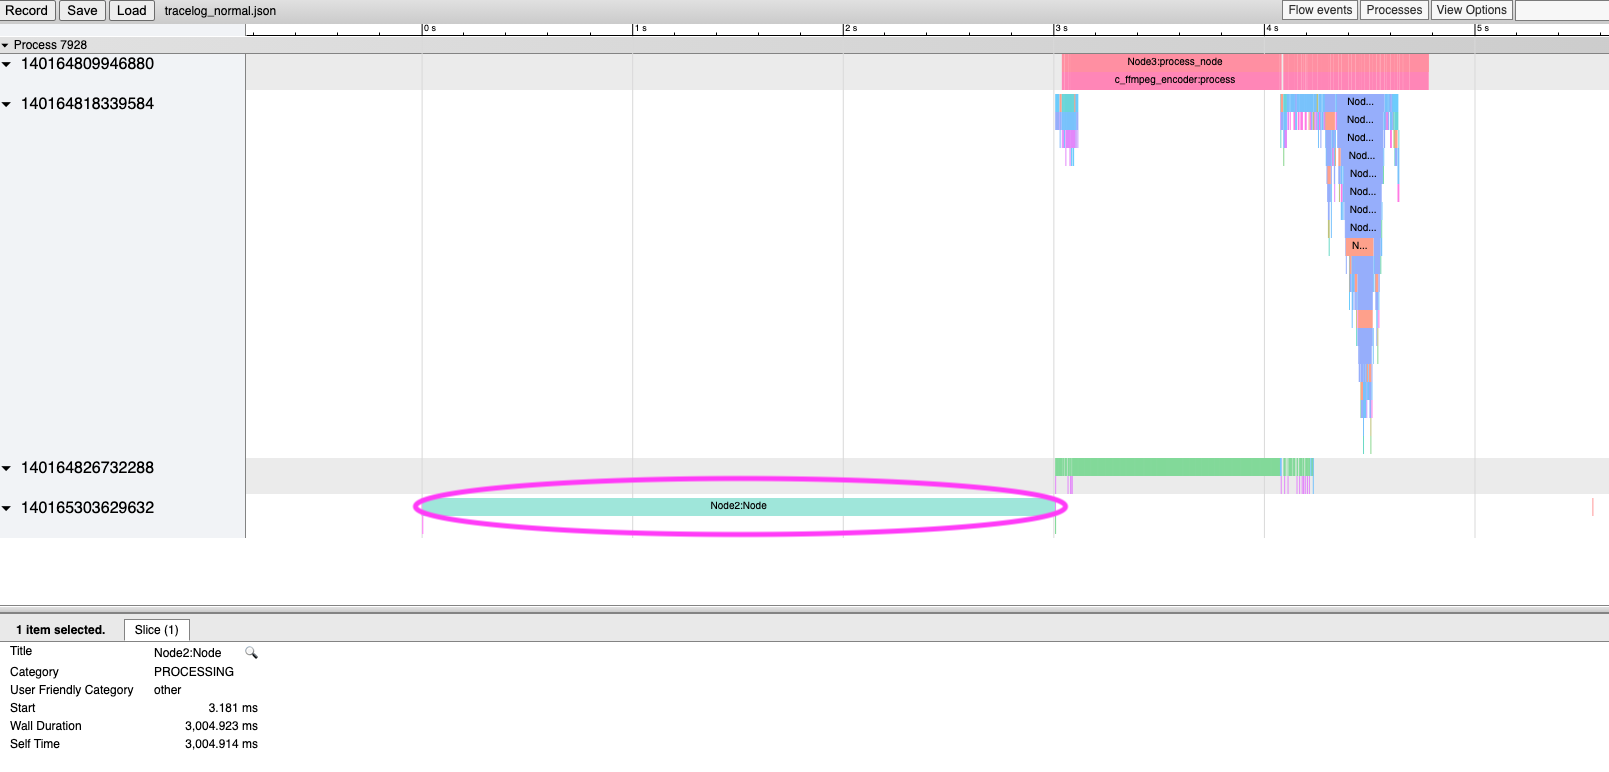 Record Save Load tracelog_normal.json Flow events Processes View Options
0 s 1 s 2 s 3 s 4 s 5 s
Process 7928
140164809946880
Node3:process_node
c_ffmpeg_encoder:process
140164818339584
Nod...
Nod...
Nod...
Nod...
Nod...
Nod...
Nod...
Nod...
N...
140164826732288
140165303629632
Node2:Node
1 item selected. Slice (1)
Title Node2:Node
Category PROCESSING
User Friendly Category other
Start 3.181 ms
Wall Duration 3,004.923 ms
Self Time 3,004.914 ms